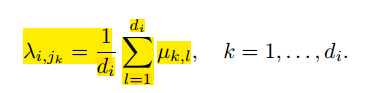 λ_{i,j_k} = \frac{1}{d_i} \sum_{l=1}^{d_i} μ_{k,l}, k = 1, . . . , d_i.